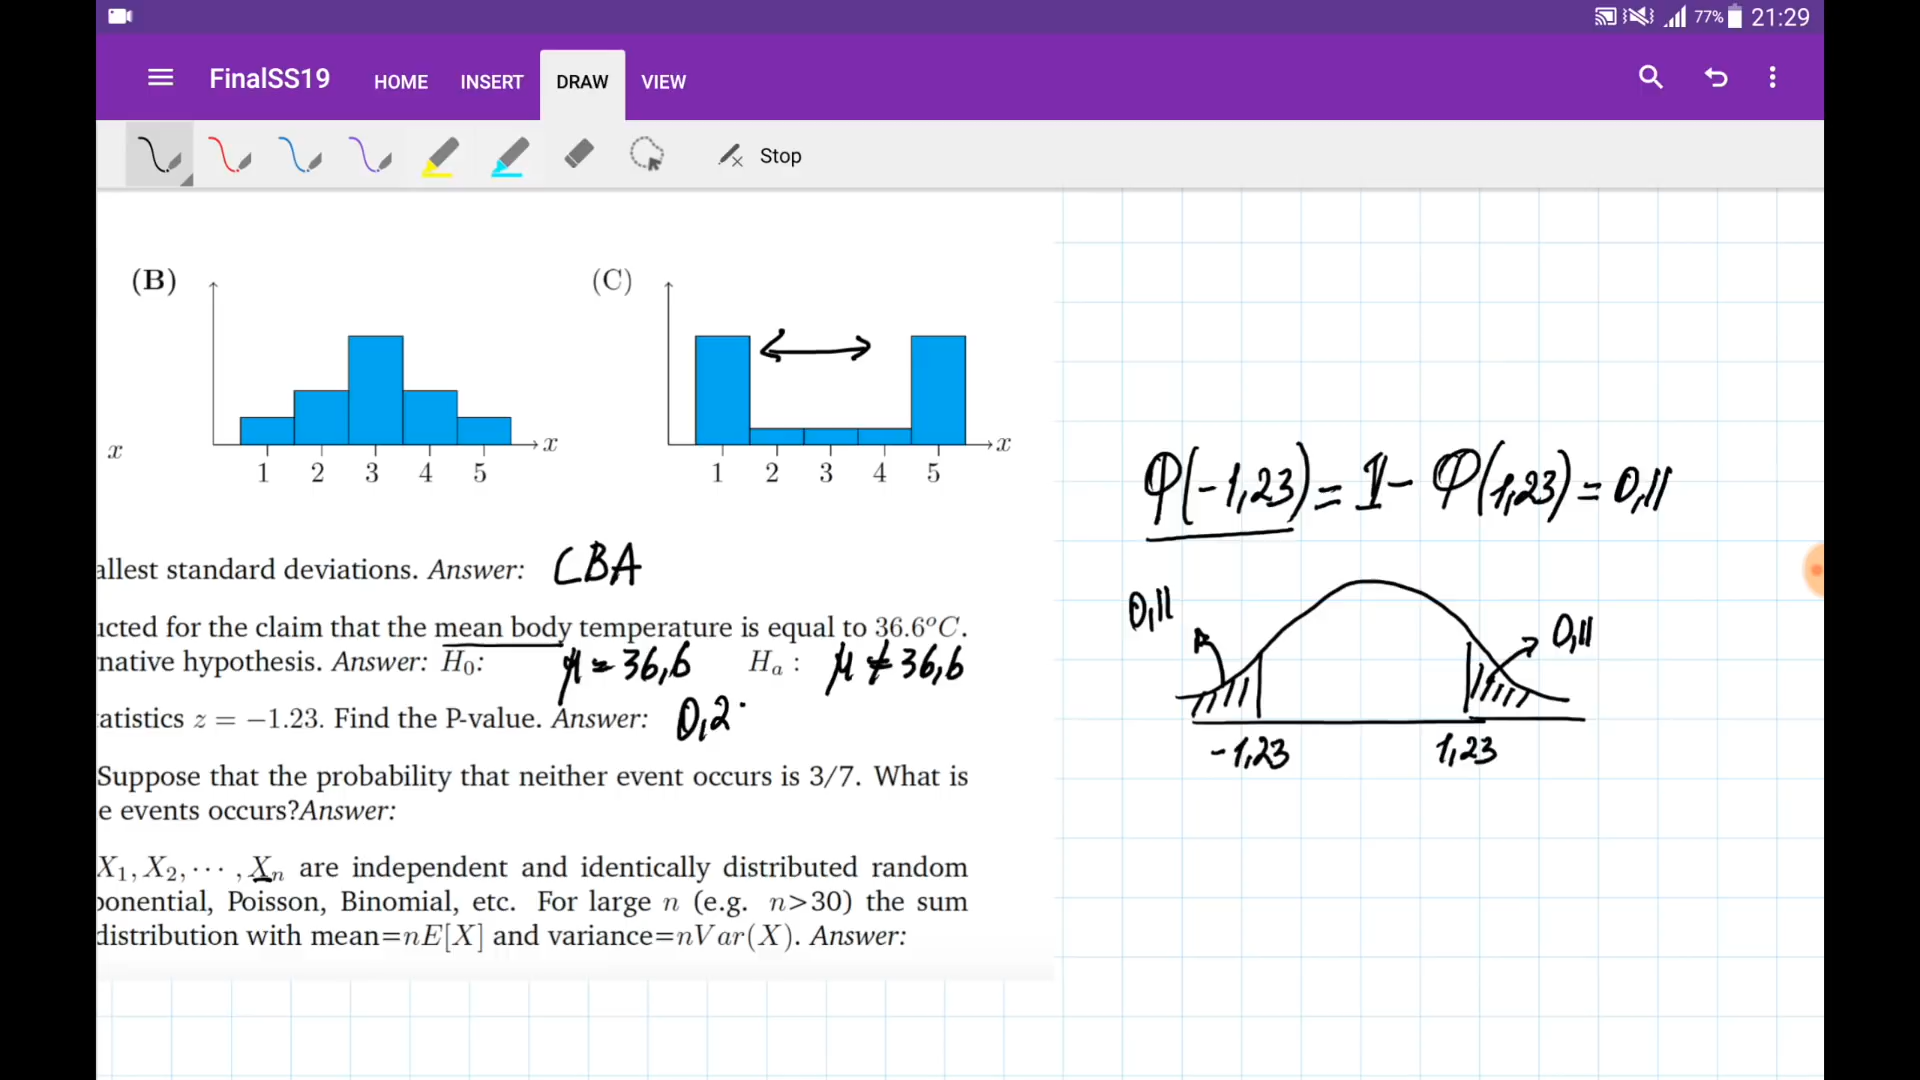 77% 21:29
FinalSS19 HOME INSERT DRAW VIEW
Stop
(B) (C)
x x x
1 2 3 4 5 1 2 3 4 5
φ(-1,23) = 1 - φ(1,23) = 0,11
allest standard deviations. Answer: CBA
0,11 0,11
ucted for the claim that the mean body temperature is equal to 36.6°C.
native hypothesis. Answer: H₀: μ = 36,6 Hₐ : μ ≠ 36,6
atistics z = −1.23. Find the P-value. Answer: 0,2
-1,23 1,23
Suppose that the probability that neither event occurs is 3/7. What is
e events occurs?Answer:
X₁, X₂, ⋯ , Xₙ are independent and identically distributed random
ponential, Poisson, Binomial, etc. For large n (e.g. n>30) the sum
distribution with mean=nE[X] and variance=nVar(X). Answer: